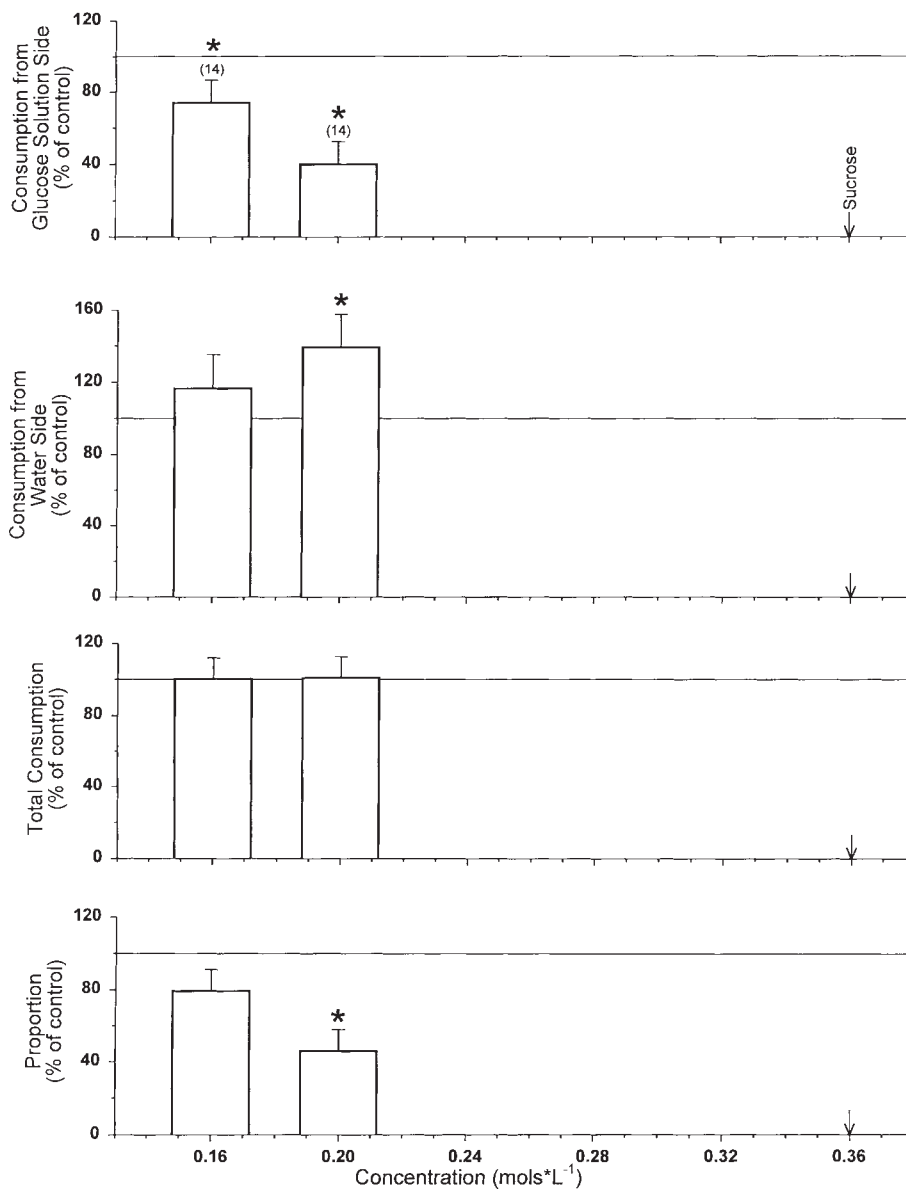 Consumption from
Glucose Solution Side
(% of control)
120
80
40
0
*
(14)
*
(14)
Sucrose
Consumption from
Water Side
(% of control)
160
120
80
40
0
*
Total Consumption
(% of control)
120
80
40
0
Proportion
(% of control)
120
80
40
0
*
0.16 0.20 0.24 0.28 0.32 0.36
Concentration (mols*L⁻¹)